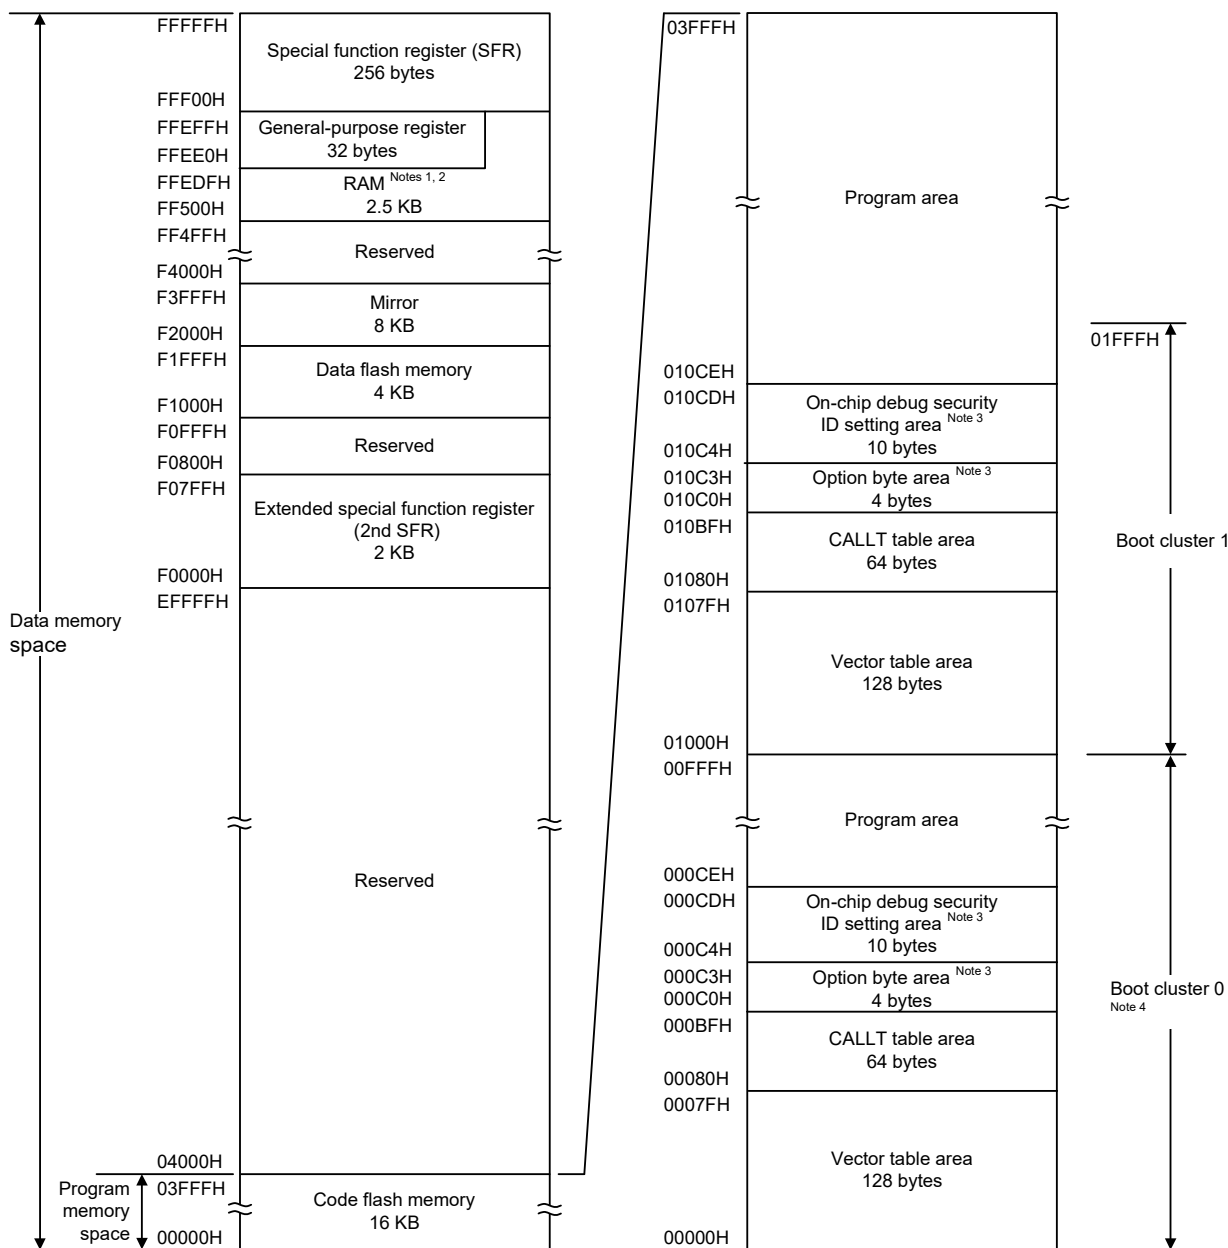 FFFFFH
Special function register (SFR)
256 bytes
FFF00H
FFEFFH
General-purpose register
32 bytes
FFEE0H
FFEDFH
RAM Notes 1, 2
2.5 KB
FF500H
FF4FFH
Reserved
F4000H
F3FFFH
Mirror
8 KB
F2000H
F1FFFH
Data flash memory
4 KB
F1000H
F0FFFH
Reserved
F0800H
F07FFH
Extended special function register
(2nd SFR)
2 KB
F0000H
EFFFFH
Data memory
space
Reserved
04000H
03FFFH
Program
memory
space
Code flash memory
16 KB
00000H
03FFFH
Program area
01FFFH
010CEH
010CDH
On-chip debug security
ID setting area Note 3
10 bytes
010C4H
010C3H
Option byte area Note 3
4 bytes
010C0H
010BFH
CALLT table area
64 bytes
Boot cluster 1
01080H
0107FH
Vector table area
128 bytes
01000H
00FFFH
Program area
000CEH
000CDH
On-chip debug security
ID setting area Note 3
10 bytes
000C4H
000C3H
Option byte area Note 3
4 bytes
000C0H
Boot cluster 0
Note 4
000BFH
CALLT table area
64 bytes
00080H
0007FH
Vector table area
128 bytes
00000H